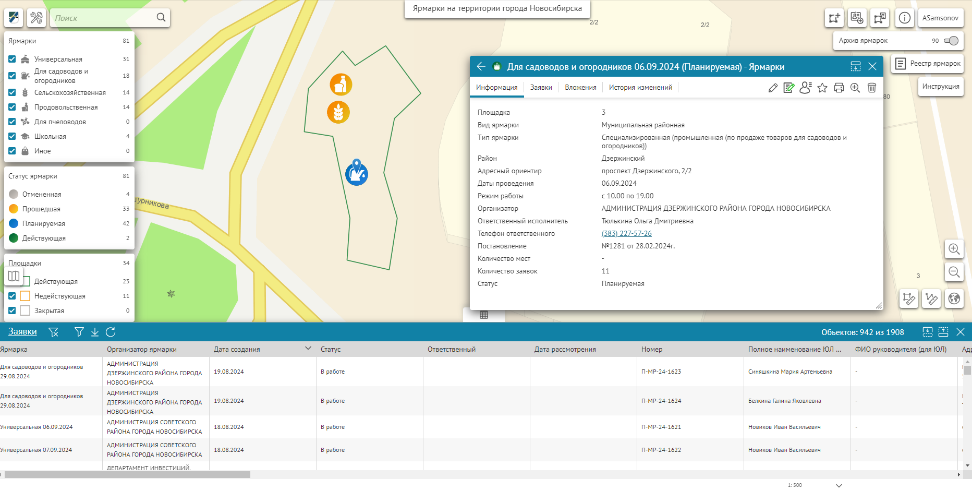 Поиск
Ярмарки на территории города Новосибирска
2/2
2/2
ASamsonov
Архив ярмарок 90
Реестр ярмарок
Инструкция
80
Ярмарки 81
Универсальная 31
Для садоводов и
огородников 18
Сельскохозяйственная 14
Продовольственная 14
Для пчеловодов 0
Школьная 4
Иное 0
Статус ярмарки 81
Отмененная 4
Прошедшая 33
Планируемая 42
Действующая 2
Площадки 34
Действующая 23
Недействующая 11
Закрытая 0
Для садоводов и огородников 06.09.2024 (Планируемая) - Ярмарки
Информация Заявки Вложения История изменений
Площадка 3
Вид ярмарки Муниципальная районная
Тип ярмарки Специализированная (промышленная (по продаже товаров для садоводов и
огородников))
Район Дзержинский
Адресный ориентир проспект Дзержинского, 2/2
Даты проведения 06.09.2024
Режим работы с 10.00 по 19.00
Организатор АДМИНИСТРАЦИЯ ДЗЕРЖИНСКОГО РАЙОНА ГОРОДА НОВОСИБИРСКА
Ответственный исполнитель Тюлькина Ольга Дмитриевна
Телефон ответственного (383) 227-57-26
Постановление №1281 от 28.02.2024г.
Количество мест -
Количество заявок 11
Статус Планируемая
3
Заявки
Объектов: 942 из 1908
Ярмарка Организатор ярмарки Дата создания Статус Ответственный Дата рассмотрения Номер Полное наименование ЮЛ ... ФИО руководителя (для ЮЛ)
Для садоводов и огородников
29.08.2024
АДМИНИСТРАЦИЯ
ДЗЕРЖИНСКОГО РАЙОНА ГОРОДА
НОВОСИБИРСКА
19.08.2024 В работе П-МР-24-1623 Синяшкина Мария Артемьевна -
Для садоводов и огородников
29.08.2024
АДМИНИСТРАЦИЯ
ДЗЕРЖИНСКОГО РАЙОНА ГОРОДА
НОВОСИБИРСКА
19.08.2024 В работе П-МР-24-1624 Белкина Галина Яковлевна -
Универсальная 06.09.2024
АДМИНИСТРАЦИЯ СОВЕТСКОГО
РАЙОНА ГОРОДА НОВОСИБИРСКА
18.08.2024 В работе П-МР-24-1621 Новиков Иван Васильевич -
Универсальная 07.09.2024
АДМИНИСТРАЦИЯ СОВЕТСКОГО
РАЙОНА ГОРОДА НОВОСИБИРСКА
18.08.2024 В работе П-МР-24-1622 Новиков Иван Васильевич -
ДЕПАРТАМЕНТ ИНВЕСТИЦИЙ
1: 500